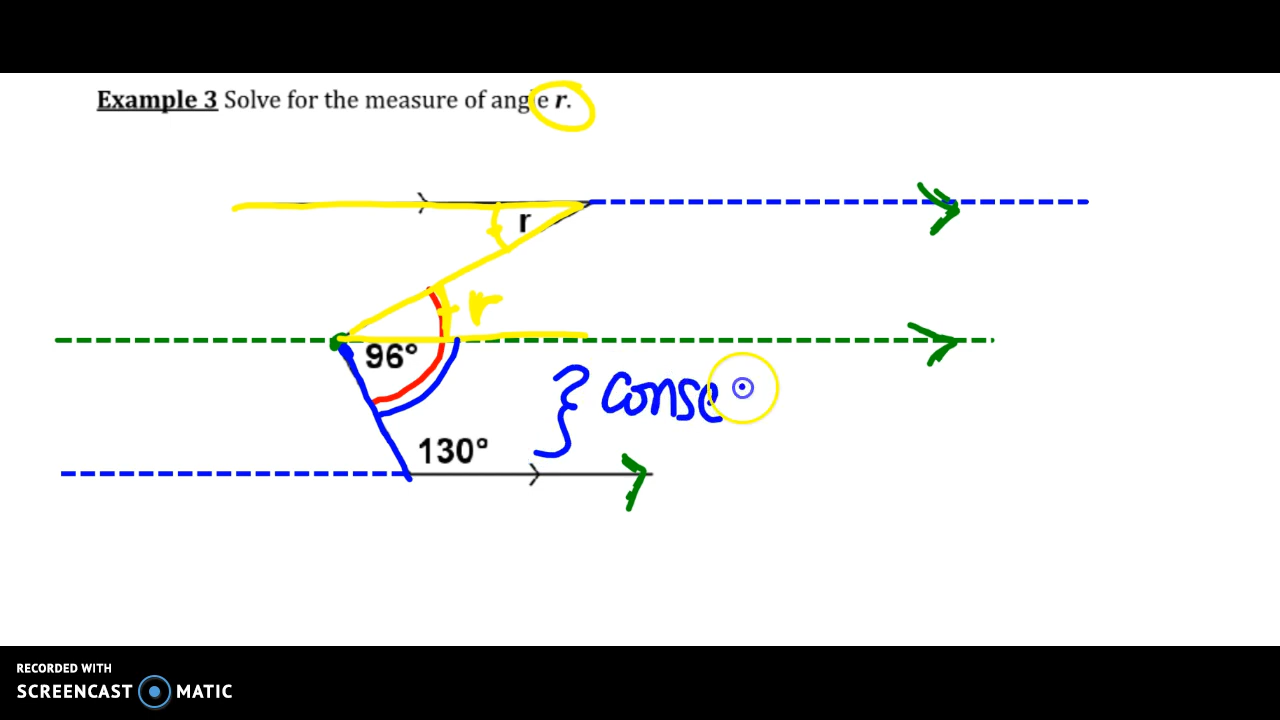 Example 3 Solve for the measure of angle r.
r
r
96°
conse
130°
RECORDED WITH
SCREENCAST MATIC